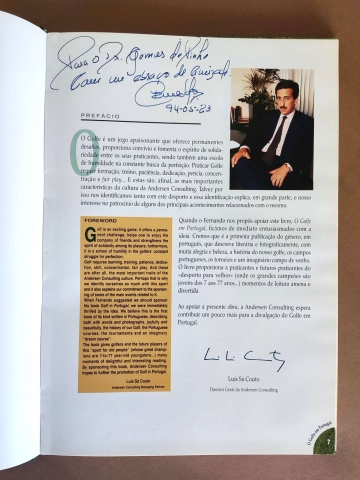 Para o Dr. Gomes de Pinho
com um abraço de amizade
94-05-23
PREFÁCIO
O Golfe é um jogo apaixonante que oferece permanentes
desafios, proporciona convívio e fomenta o espírito de solida-
riedade entre os seus praticantes, sendo também uma escola
de humildade na constante busca da perfeição. Praticar Golfe
requer formação, treino, paciência, dedicação, perícia, concen-
tração e fair play... E estas são, afinal, as mais importantes
características da cultura da Andersen Consulting. Talvez por
isso nos identificamos tanto com este desporto e essa identificação explica, em grande parte, o nosso
interesse no patrocínio de alguns dos principais acontecimentos relacionados com o mesmo.
FOREWORD
Golf is an exciting game: it offers a perma-
nent challenge, helps one to enjoy the
company of friends and strengthens the
spirit of solidarity among its players; furthermore,
it is a school of humility in the golfers' constant
struggle for perfection.
Golf requires learning, training, patience, dedica-
tion, skill, concentration, fair play. And these
are after all, the most important traits of the
Andersen Consulting culture. Perhaps that is why
we identify ourselves so much with this sport
and it also explains our commitment to the sponsor-
ing of some of the main events related to it.
When Fernando suggested we should sponsor
his book Golf in Portugal, we were immediately
thrilled by the idea. We believe this is the first
book of its kind written in Portuguese, describing
both with words and photographs, joyfully and
beautifully, the history of our Golf, the Portuguese
courses, the tournaments and an imaginary
"dream course"
The book gives golfers and the future players of
this "sport for old people" (whose great champions
are 7-to-77 year-old youngsters...) many
moments of delightful and interesting reading.
By sponsoring this book, Andersen Consulting
hopes to further the promotion of Golf in Portugal.
Luís Sá Couto
Andersen Consulting Managing Partner
Quando o Fernando nos propôs apoiar este livro, O Golfe
em Portugal, ficámos de imediato entusiasmados com a
ideia. Cremos que é a primeira publicação do género, em
português, que descreve literária e fotograficamente, com
muita alegria e beleza, a história do nosso golfe, os campos
portugueses, os torneios e um imaginário campo de sonho.
O livro proporciona a praticantes e futuros praticantes do
«desporto para velhos» (onde os grandes campeões são
jovens dos 7 aos 77 anos...) momentos de leitura amena e
divertida.
Ao apoiar a presente obra, a Andersen Consulting espera
contribuir um pouco mais para a divulgação do Golfe em
Portugal.
Luís Sá Couto
Director Geral da Andersen Consulting
O Golfe em Portugal
7